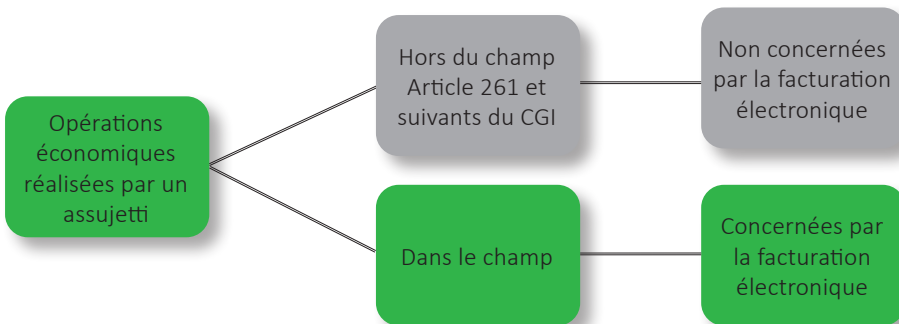 Opérations
économiques
réalisées par un
assujetti
Hors du champ
Article 261 et
suivants du CGI
Non concernées
par la facturation
électronique
Dans le champ
Concernées par
la facturation
électronique